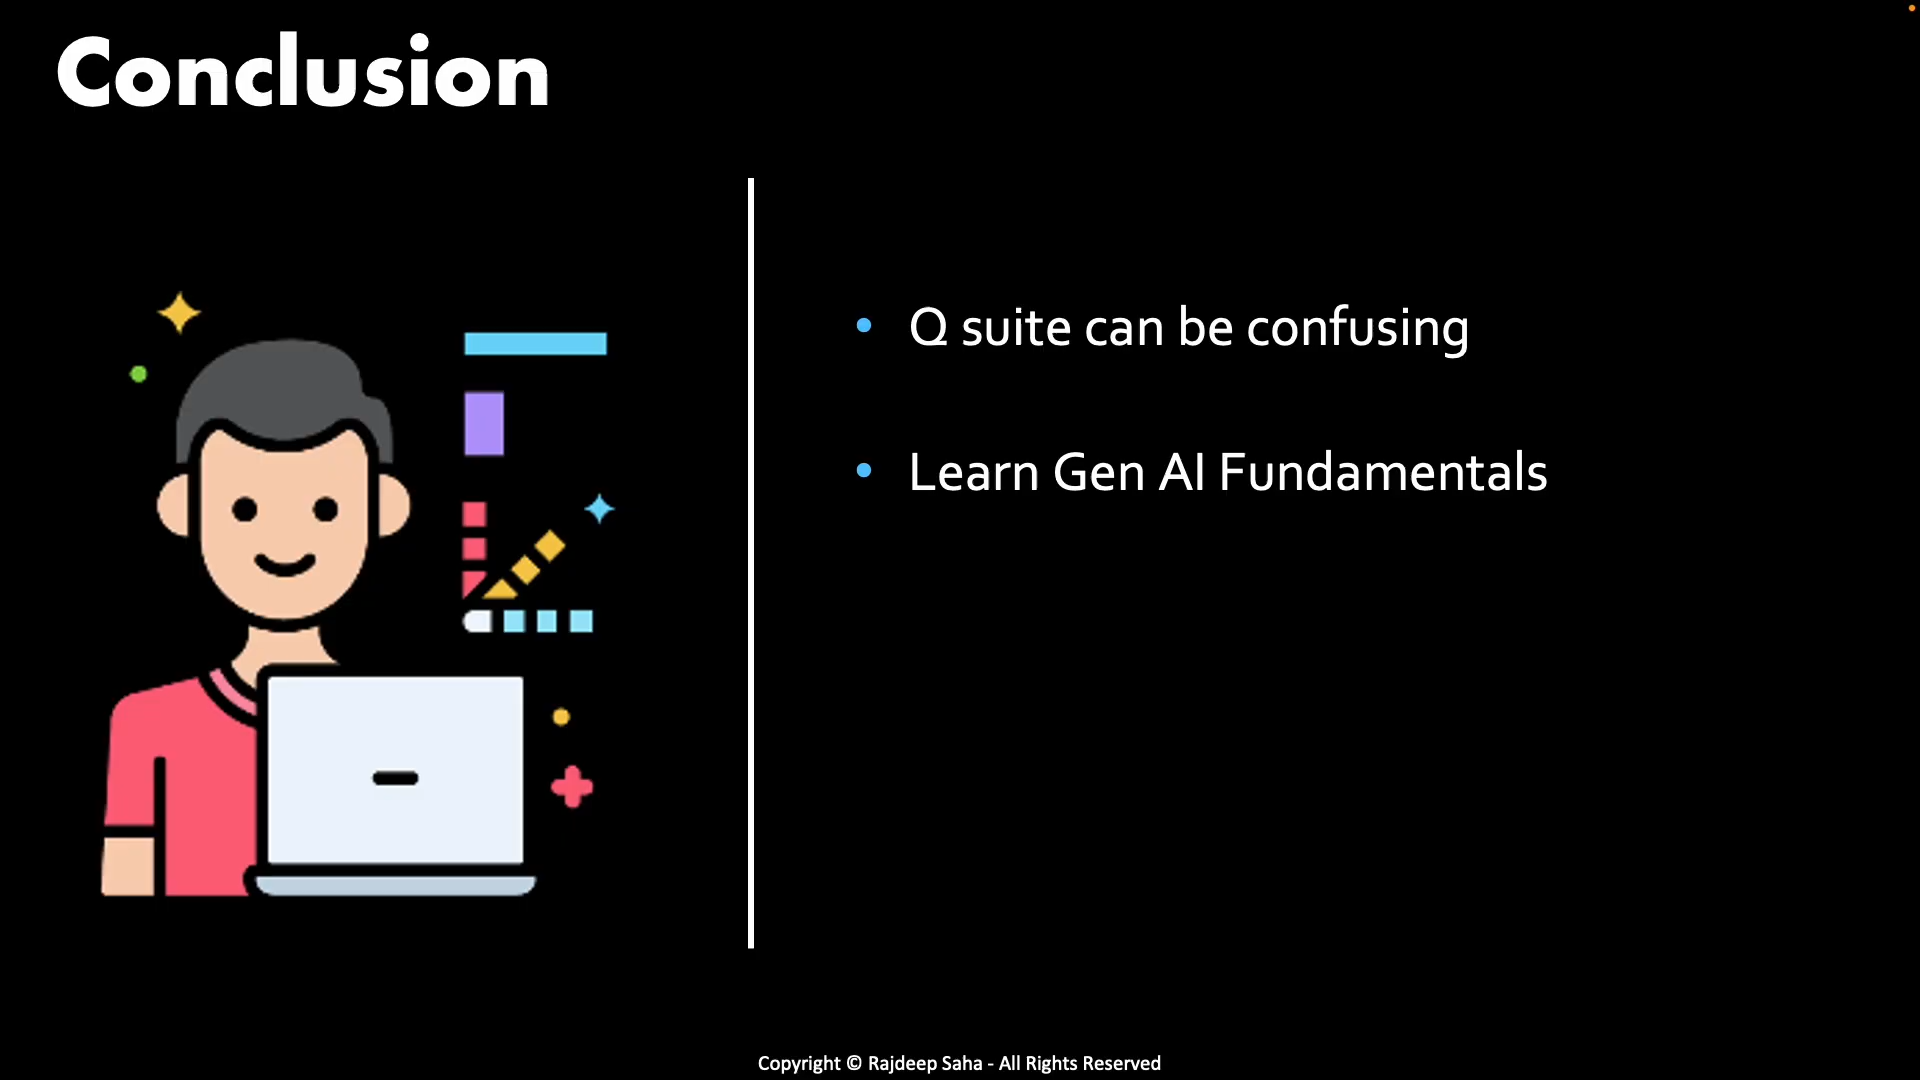 Conclusion
• Q suite can be confusing
• Learn Gen AI Fundamentals
Copyright © Rajdeep Saha - All Rights Reserved